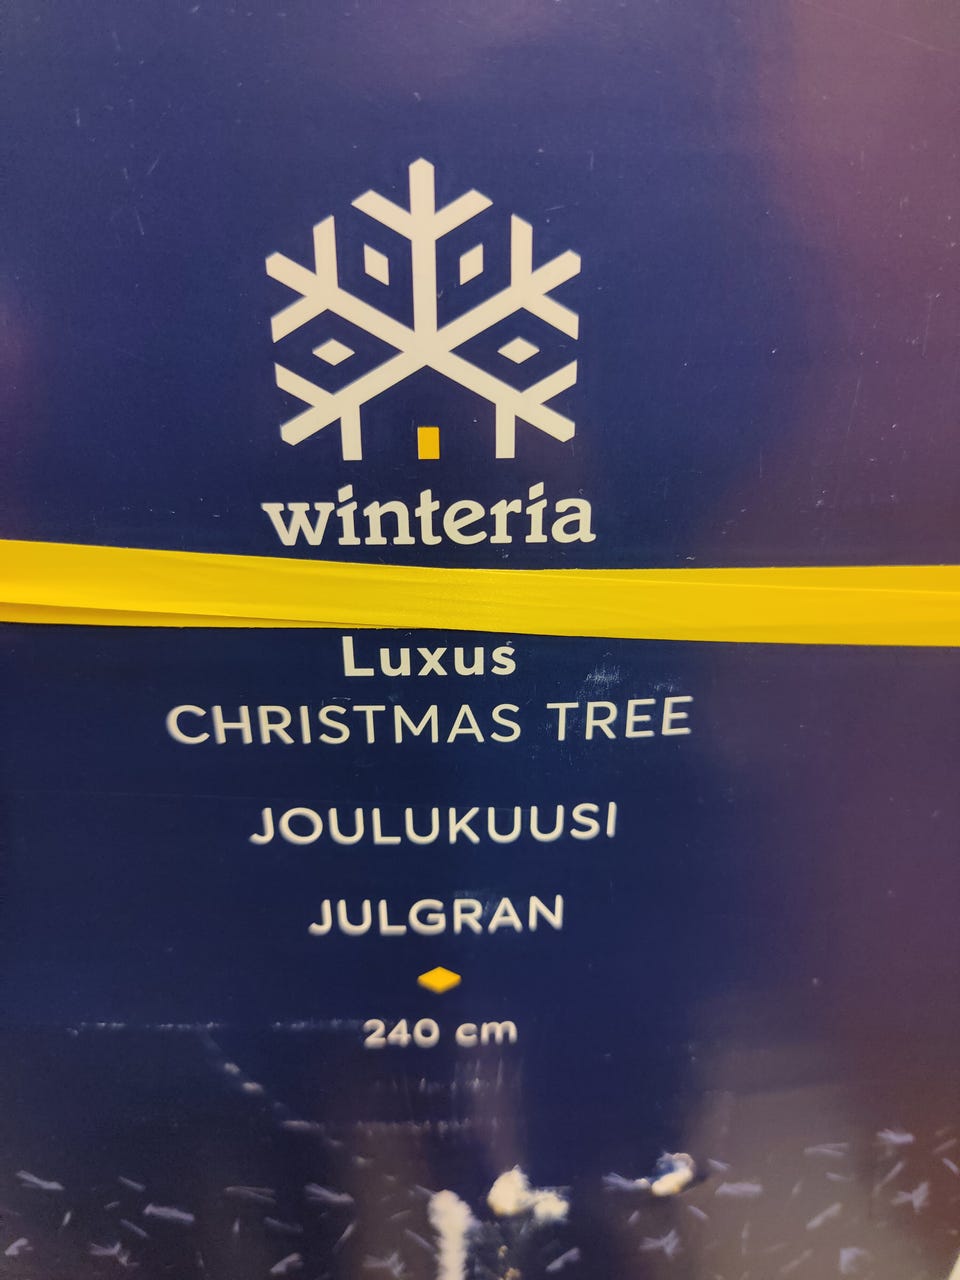 winteria
Luxus
CHRISTMAS TREE
JOULUKUUSI
JULGRAN
240 cm